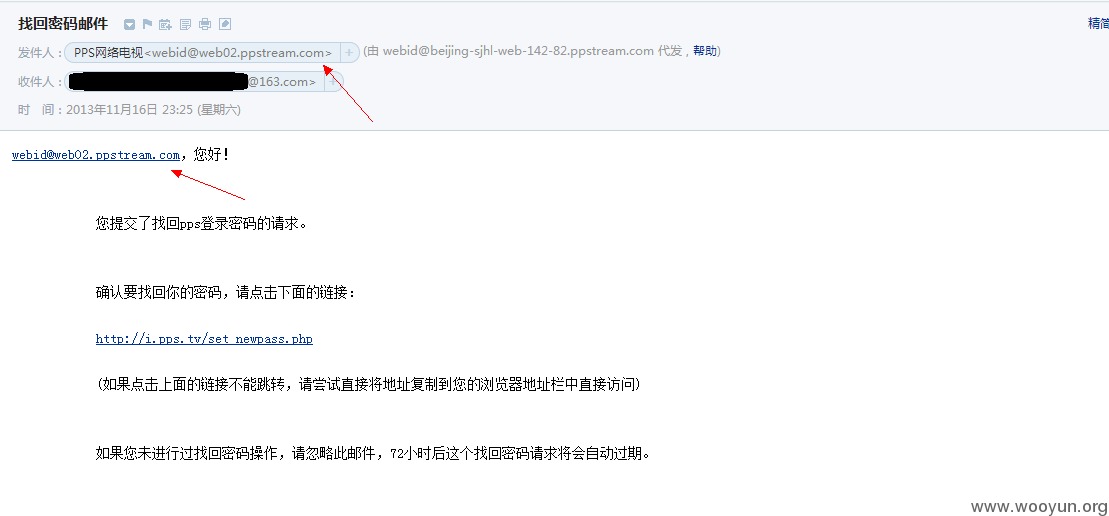 找回密码邮件
精简
发件人：PPS网络电视<webid@web02.ppstream.com> + (由 webid@beijing-sjhl-web-142-82.ppstream.com 代发，帮助)
收件人： @163.com> +
时 间：2013年11月16日 23:25 (星期六)
webid@web02.ppstream.com，您好！
您提交了找回pps登录密码的请求。
确认要找回你的密码，请点击下面的链接：
http://i.pps.tv/set_newpass.php
(如果点击上面的链接不能跳转，请尝试直接将地址复制到您的浏览器地址栏中直接访问)
如果您未进行过找回密码操作，请忽略此邮件，72小时后这个找回密码请求将会自动过期。
www.wooyun.org